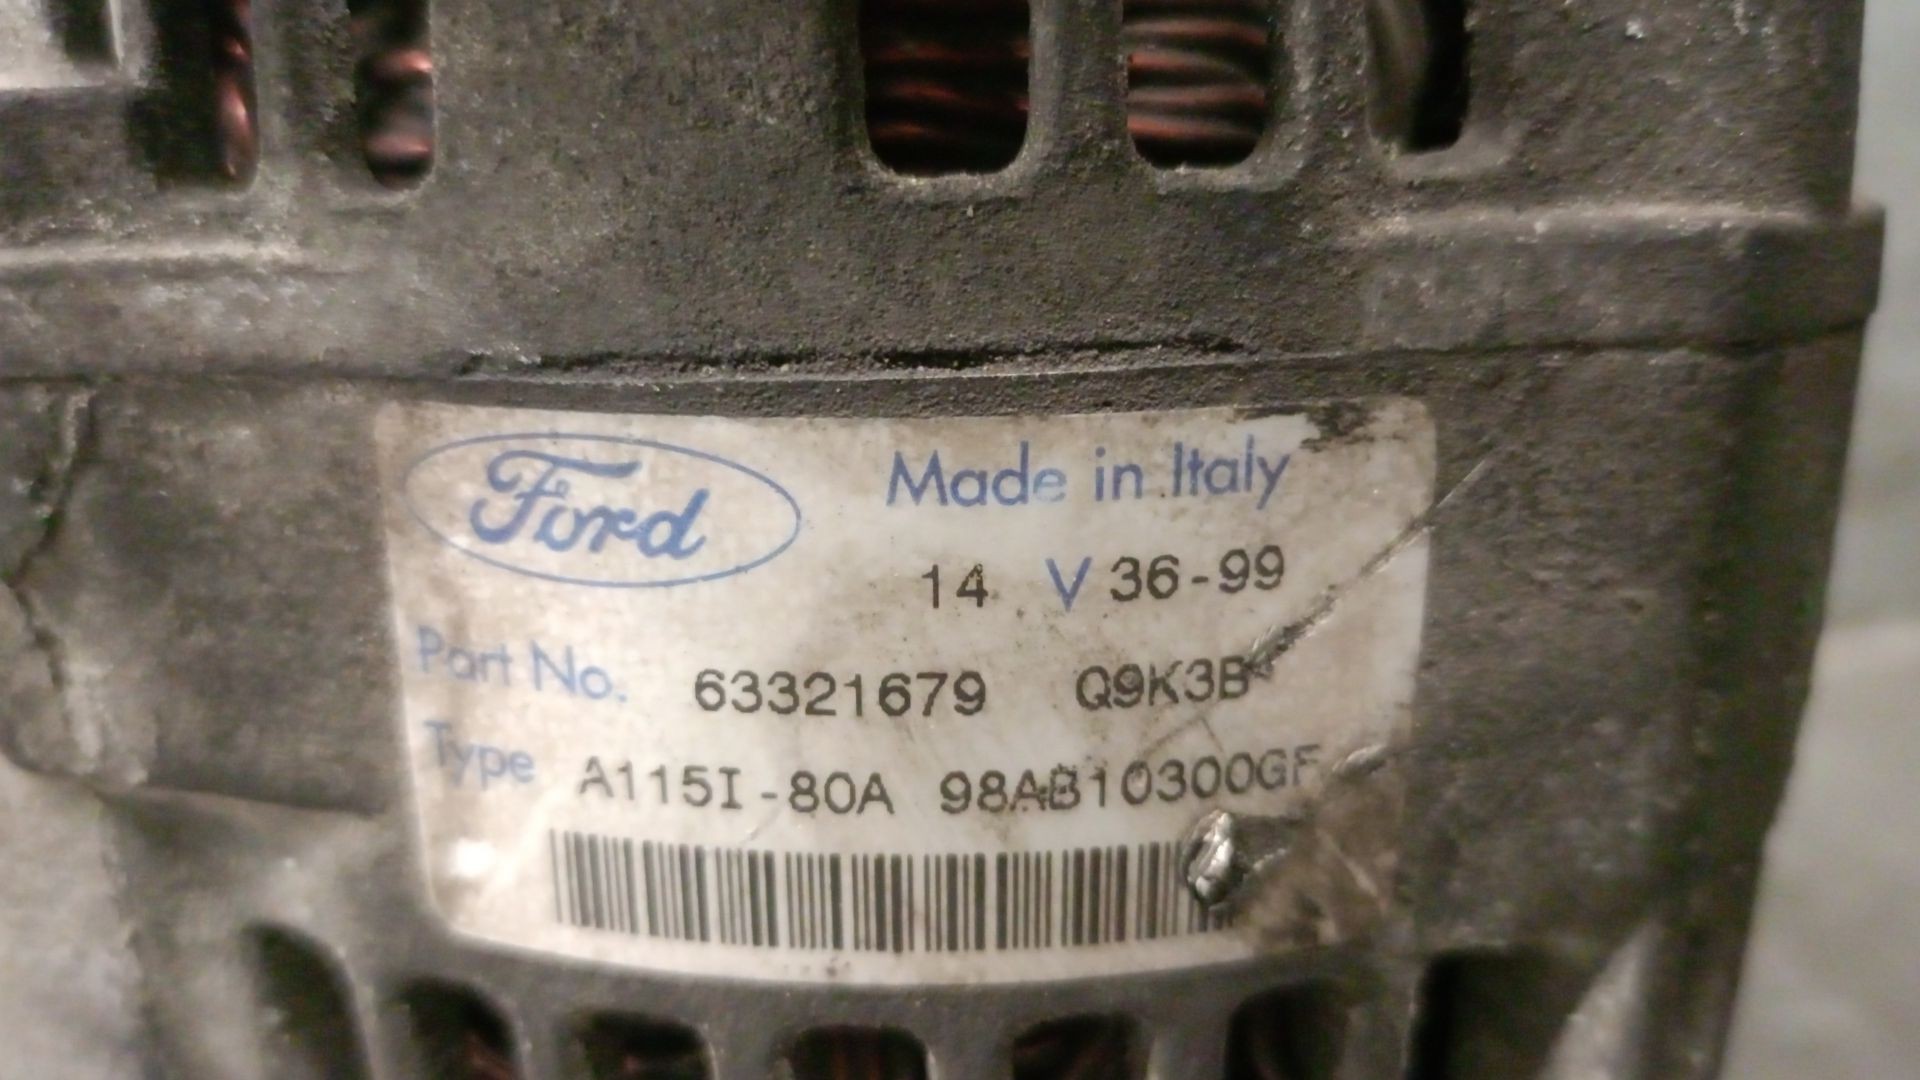 Ford Made in Italy
14 V 36-99
Part No. 63321679 Q9K3B
Type A115I-80A 98AB10300GF